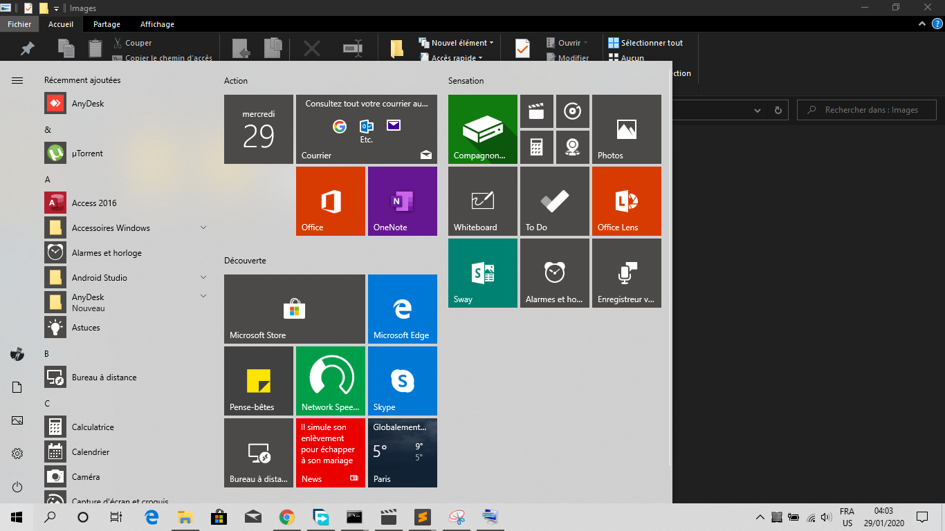 Images
Fichier Accueil Partage Affichage
Couper
Copier le chemin d'accès
Nouvel élément
Accès rapide
Ouvrir
Modifier
Sélectionner tout
Aucun
Rechercher dans : Images
Récemment ajoutées
AnyDesk
&
µTorrent
A
Access 2016
Accessoires Windows
Alarmes et horloge
Android Studio
AnyDesk
Nouveau
Astuces
B
Bureau à distance
C
Calculatrice
Calendrier
Caméra
Capture d'écran et croquis
Action
mercredi
29
Consultez tout votre courrier au...
Etc.
Courrier
Office
OneNote
Découverte
Microsoft Store
Microsoft Edge
Pense-bêtes
Network Spee...
Skype
Bureau à dista...
Il simule son
enlèvement
pour échapper
à son mariage
News
Globalement...
5°
9°
5°
Paris
Sensation
Compagnon...
Photos
Whiteboard
To Do
Office Lens
Sway
Alarmes et ho...
Enregistreur v...
FRA
US
04:03
29/01/2020